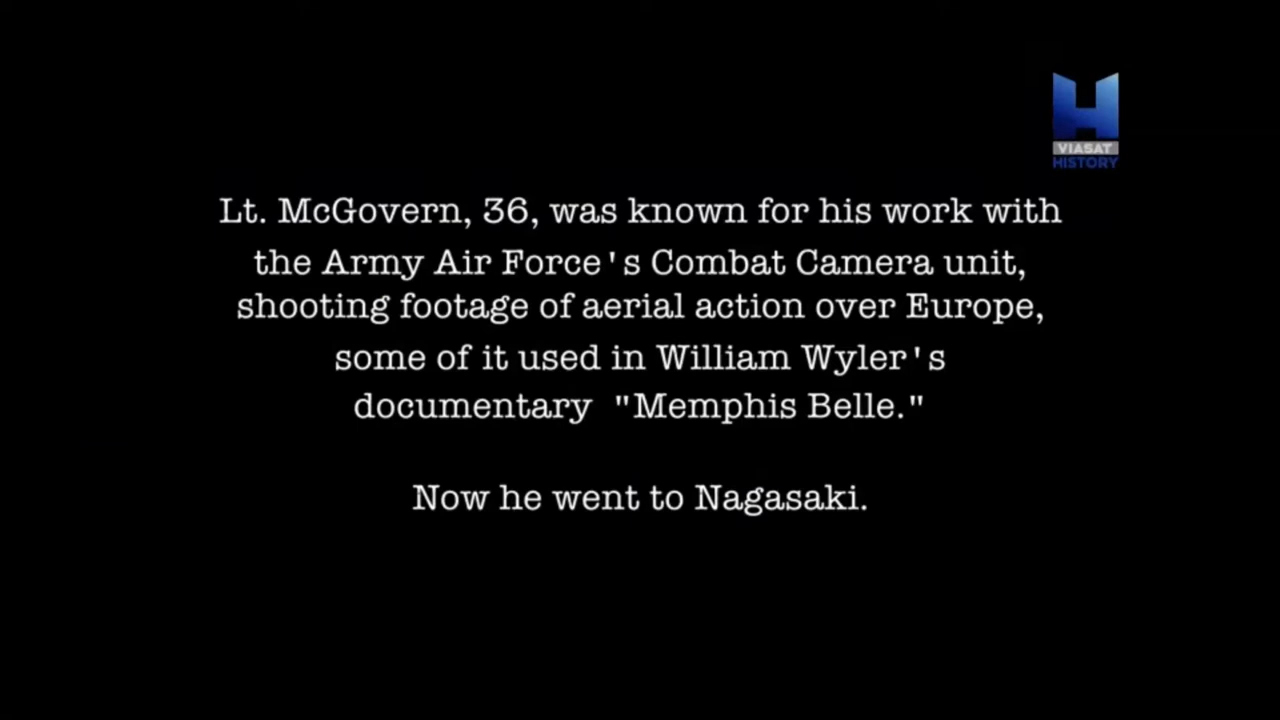 VIASAT
HISTORY
Lt. McGovern, 36, was known for his work with
the Army Air Force's Combat Camera unit,
shooting footage of aerial action over Europe,
some of it used in William Wyler's
documentary "Memphis Belle."
Now he went to Nagasaki.